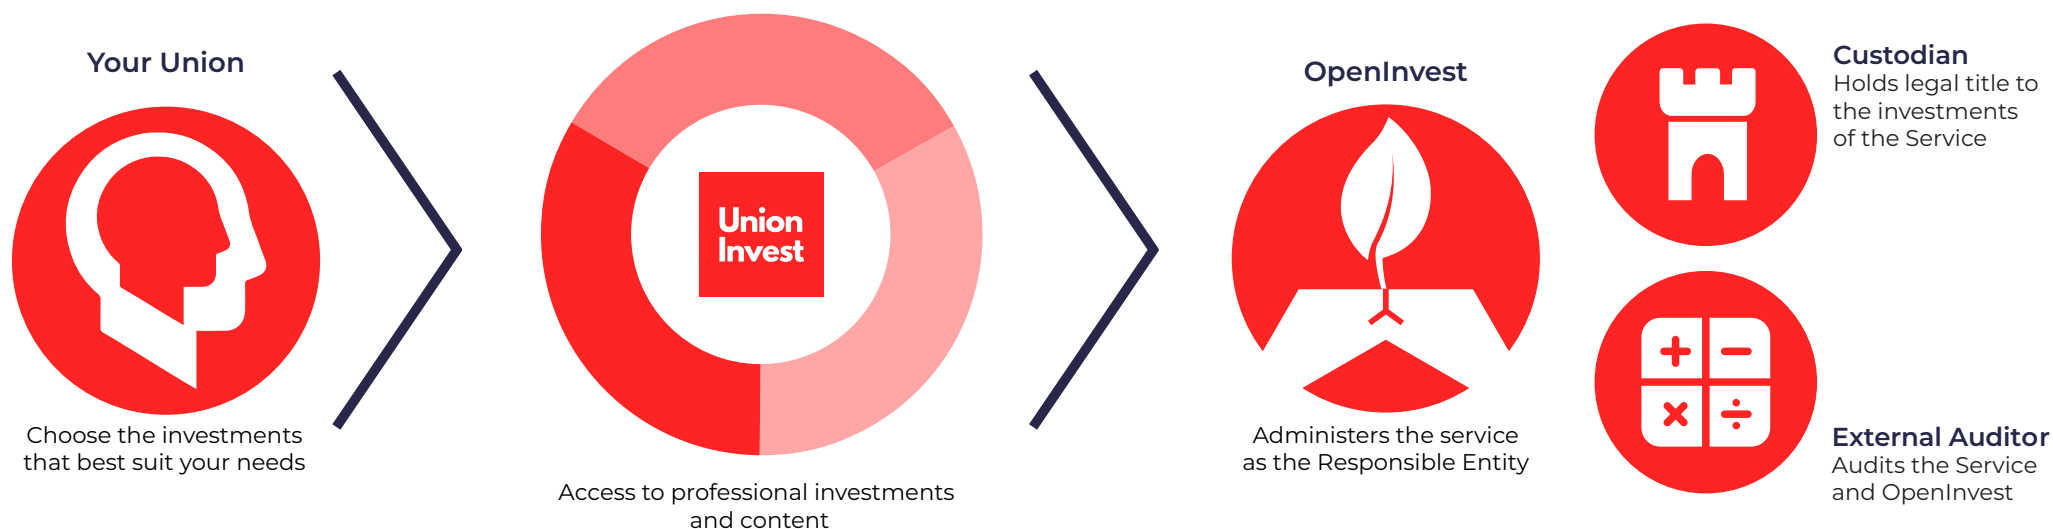 Your Union
Choose the investments
that best suit your needs
Union
Invest
Access to professional investments
and content
OpenInvest
Administers the service
as the Responsible Entity
Custodian
Holds legal title to
the investments
of the Service
External Auditor
Audits the Service
and OpenInvest